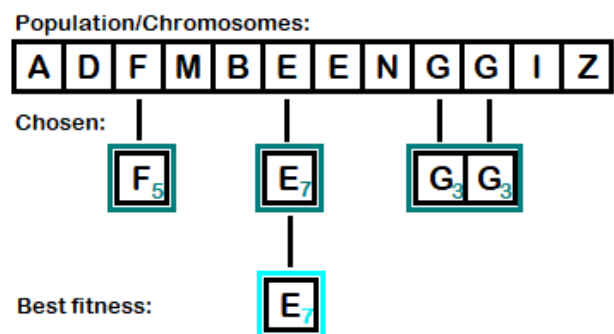 Population/Chromosomes:
A D F M B E E N G G I Z
Chosen:
F5 E7 G3 G3
Best fitness: E7